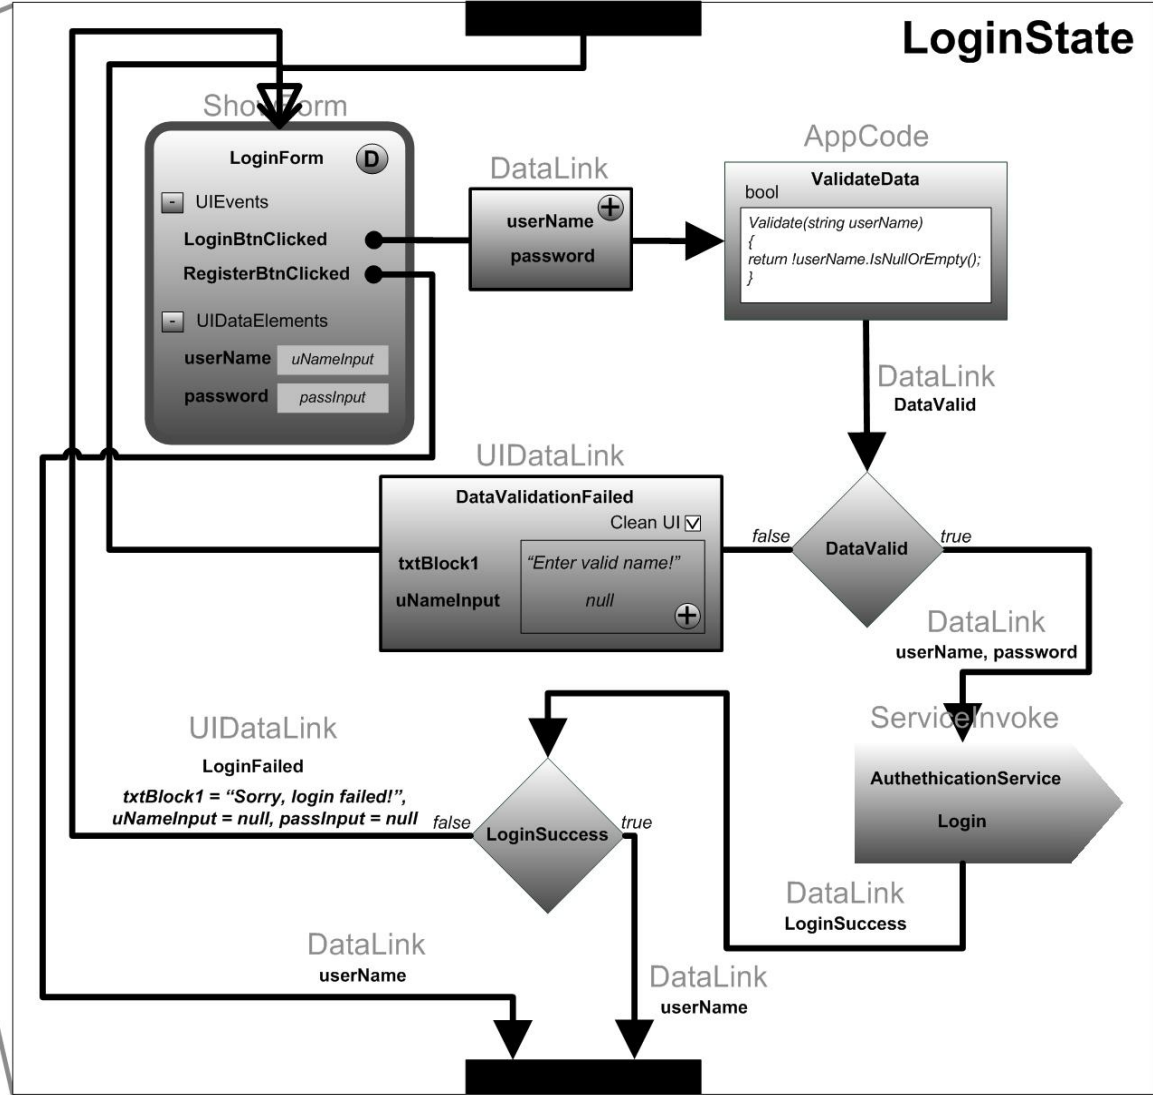 LoginState
ShowForm
LoginForm
D
- UIEvents
LoginBtnClicked
RegisterBtnClicked
- UIDataElements
userName uNameInput
password passInput
DataLink
+
userName
password
AppCode
ValidateData
bool
Validate(string userName)
{
return !userName.IsNullOrEmpty();
}
DataLink
DataValid
UIDataLink
DataValidationFailed
Clean UI
txtBlock1 “Enter valid name!”
uNameInput null
+
false
DataValid
true
DataLink
userName, password
ServiceInvoke
AuthethicationService
Login
UIDataLink
LoginFailed
txtBlock1 = “Sorry, login failed!”,
uNameInput = null, passInput = null
false
LoginSuccess
true
DataLink
LoginSuccess
DataLink
userName
DataLink
userName